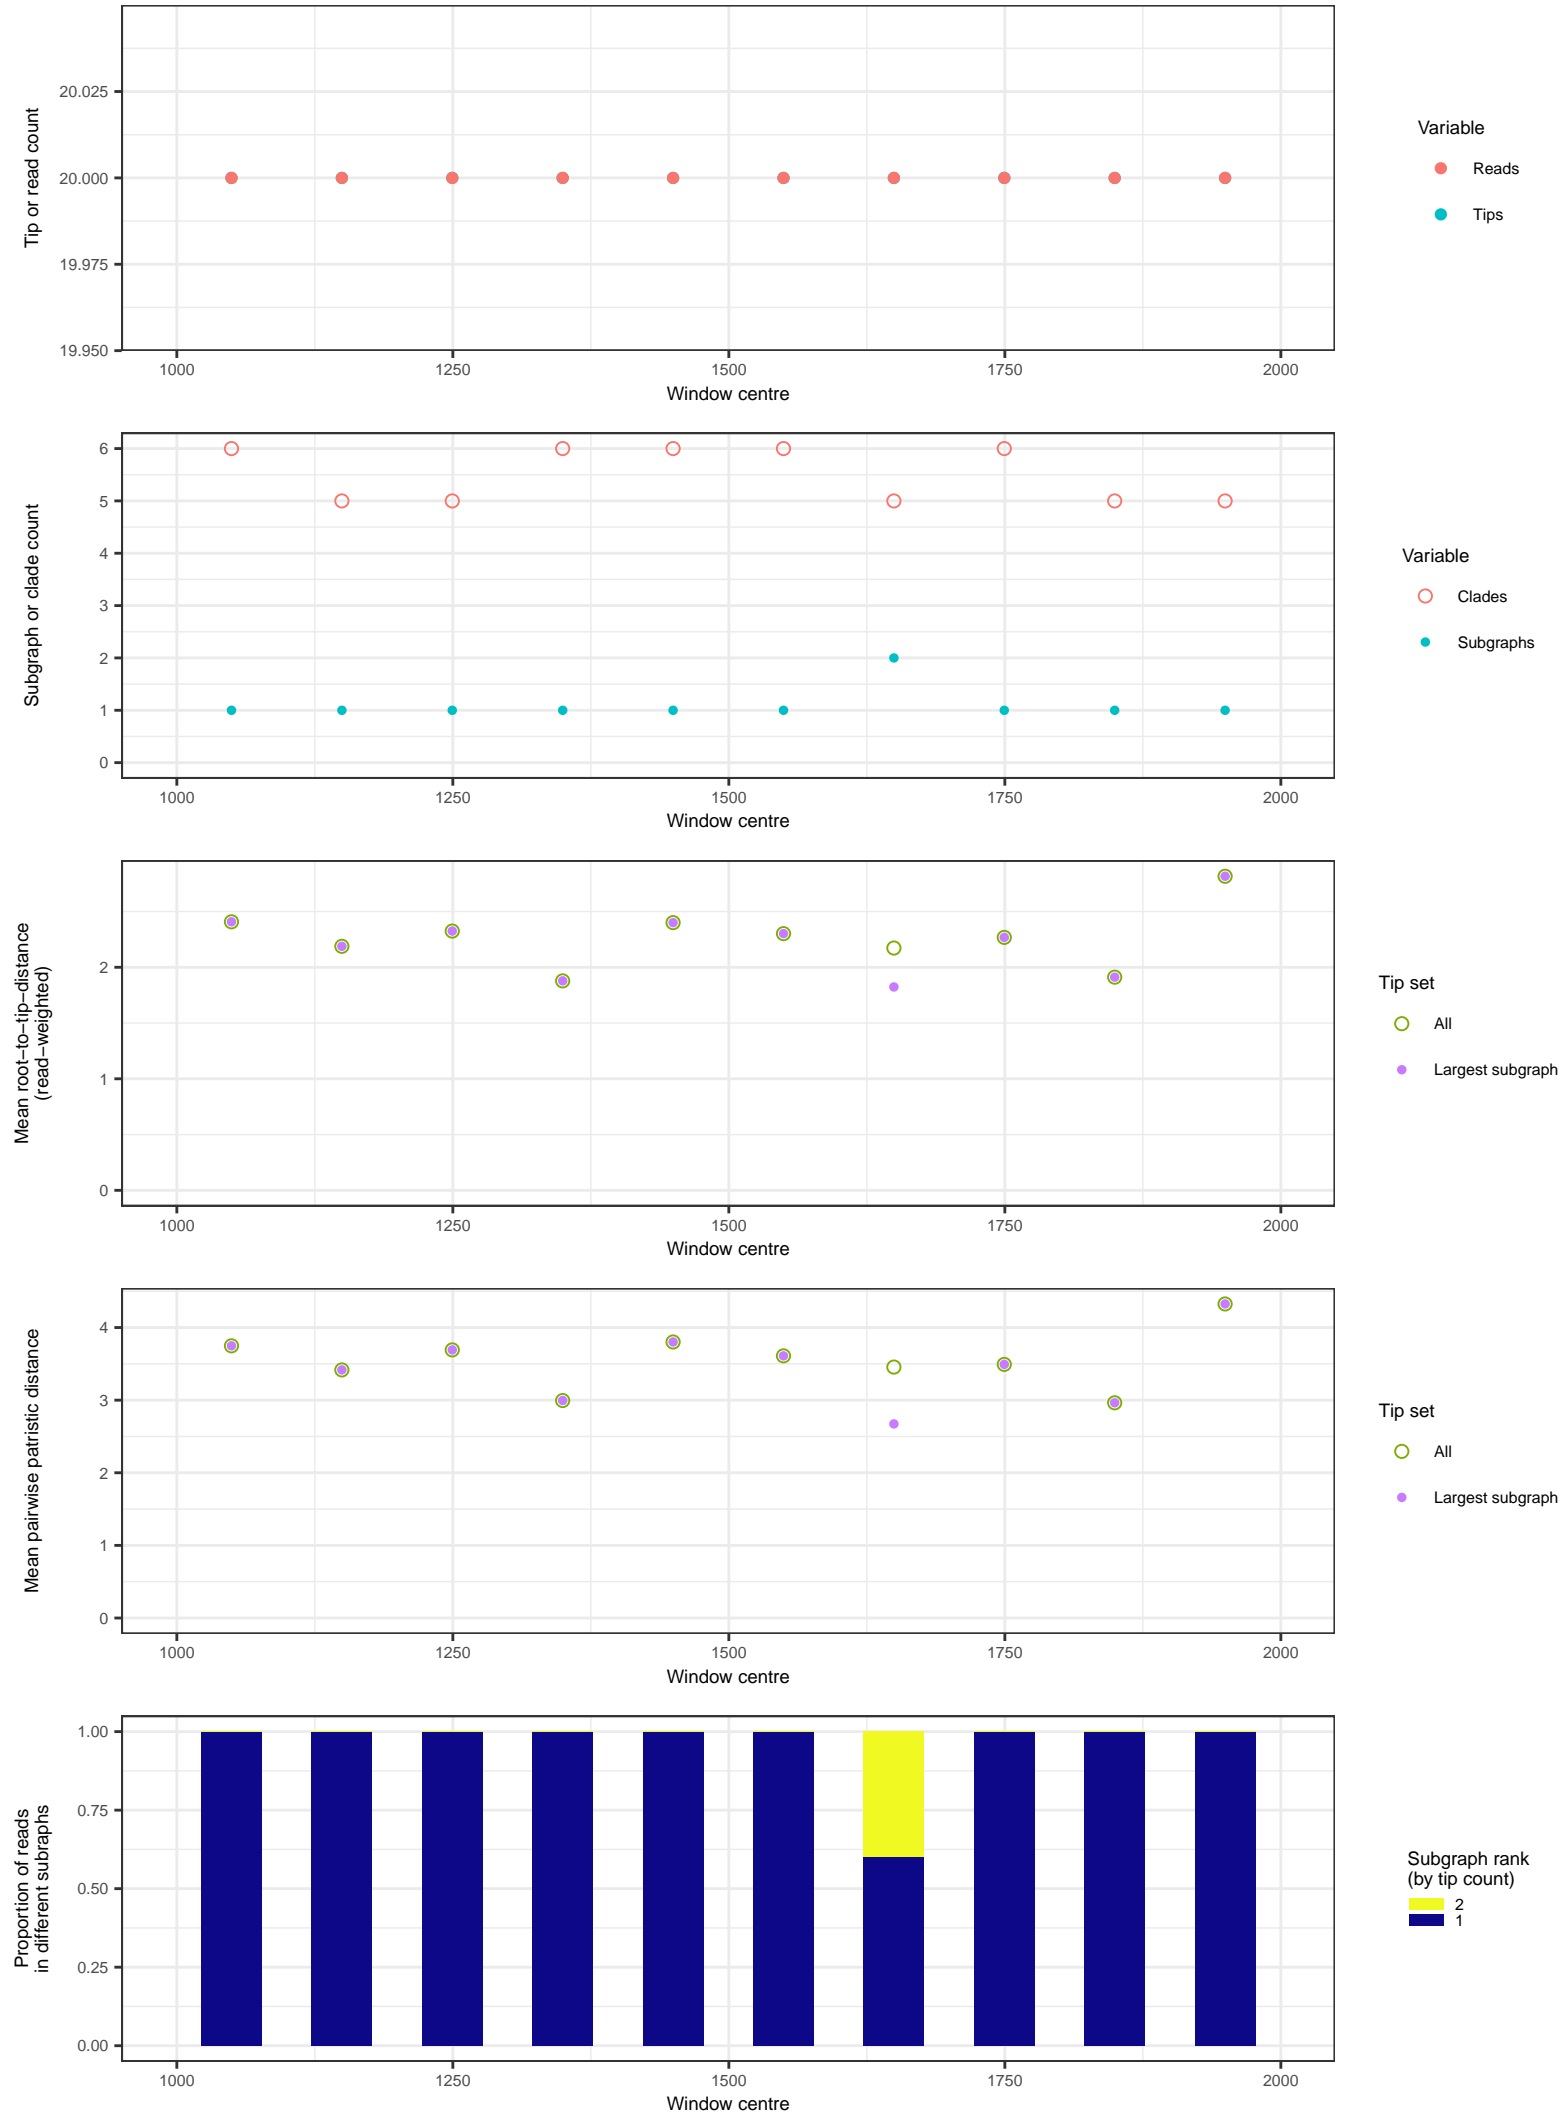 Tip or read count
20.025
20.000
19.975
19.950
1000 1250 1500 1750 2000
Window centre
Variable
Reads
Tips
Subgraph or clade count
6
5
4
3
2
1
0
1000 1250 1500 1750 2000
Window centre
Variable
Clades
Subgraphs
Mean root−to−tip−distance
(read−weighted)
2
1
0
1000 1250 1500 1750 2000
Window centre
Tip set
All
Largest subgraph
Mean pairwise patristic distance
4
3
2
1
0
1000 1250 1500 1750 2000
Window centre
Tip set
All
Largest subgraph
Proportion of reads
in different subraphs
1.00
0.75
0.50
0.25
0.00
1000 1250 1500 1750 2000
Window centre
Subgraph rank
(by tip count)
2
1